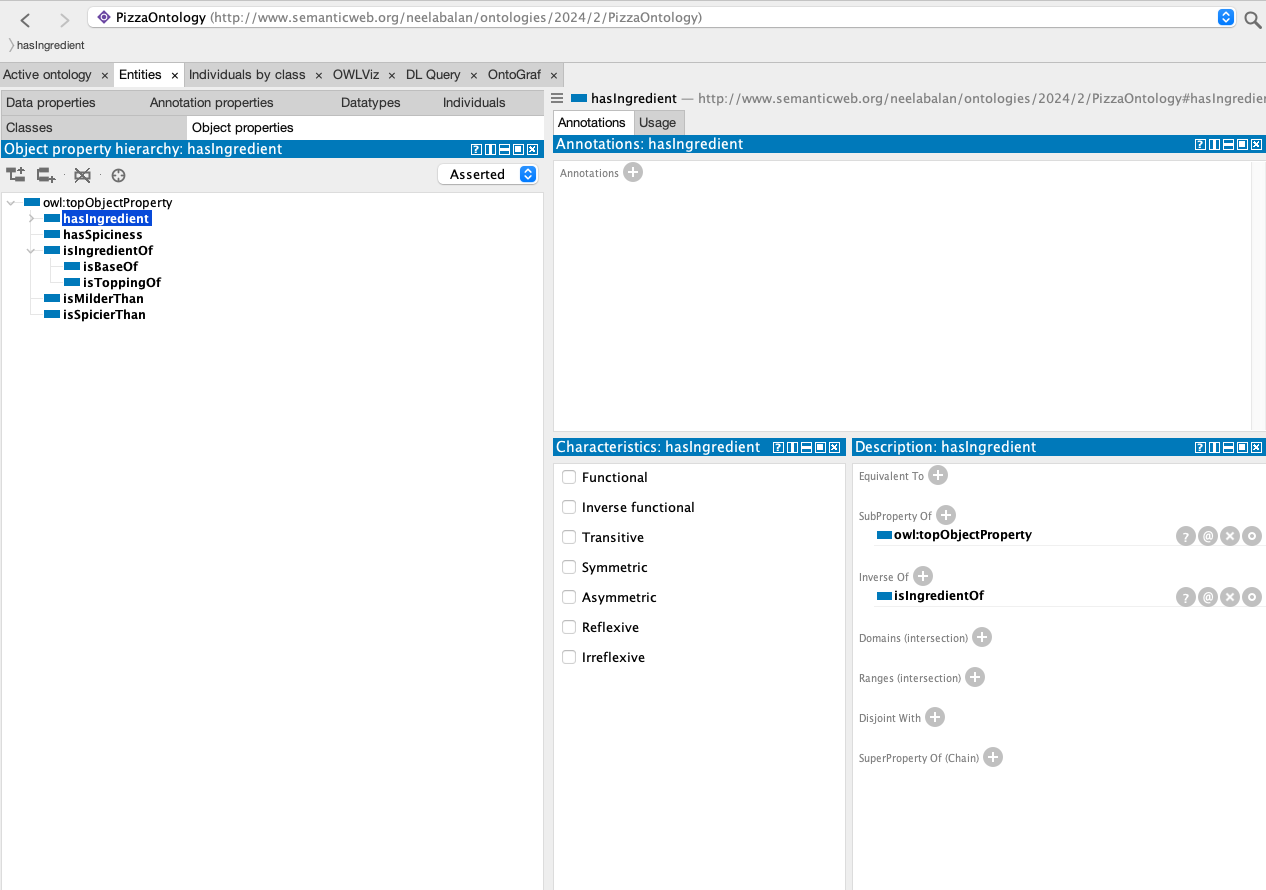 PizzaOntology (http://www.semanticweb.org/neelabalan/ontologies/2024/2/PizzaOntology)
hasIngredient
Active ontology × Entities × Individuals by class × OWLViz × DL Query × OntoGraf ×
Data properties Annotation properties Datatypes Individuals
Classes Object properties
Object property hierarchy: hasIngredient
Asserted
owl:topObjectProperty
hasIngredient
hasSpiciness
isIngredientOf
isBaseOf
isToppingOf
isMilderThan
isSpicierThan
hasIngredient — http://www.semanticweb.org/neelabalan/ontologies/2024/2/PizzaOntology#hasIngredien
Annotations Usage
Annotations: hasIngredient
Annotations
Characteristics: hasIngredient
Functional
Inverse functional
Transitive
Symmetric
Asymmetric
Reflexive
Irreflexive
Description: hasIngredient
Equivalent To
SubProperty Of
owl:topObjectProperty
Inverse Of
isIngredientOf
Domains (intersection)
Ranges (intersection)
Disjoint With
SuperProperty Of (Chain)